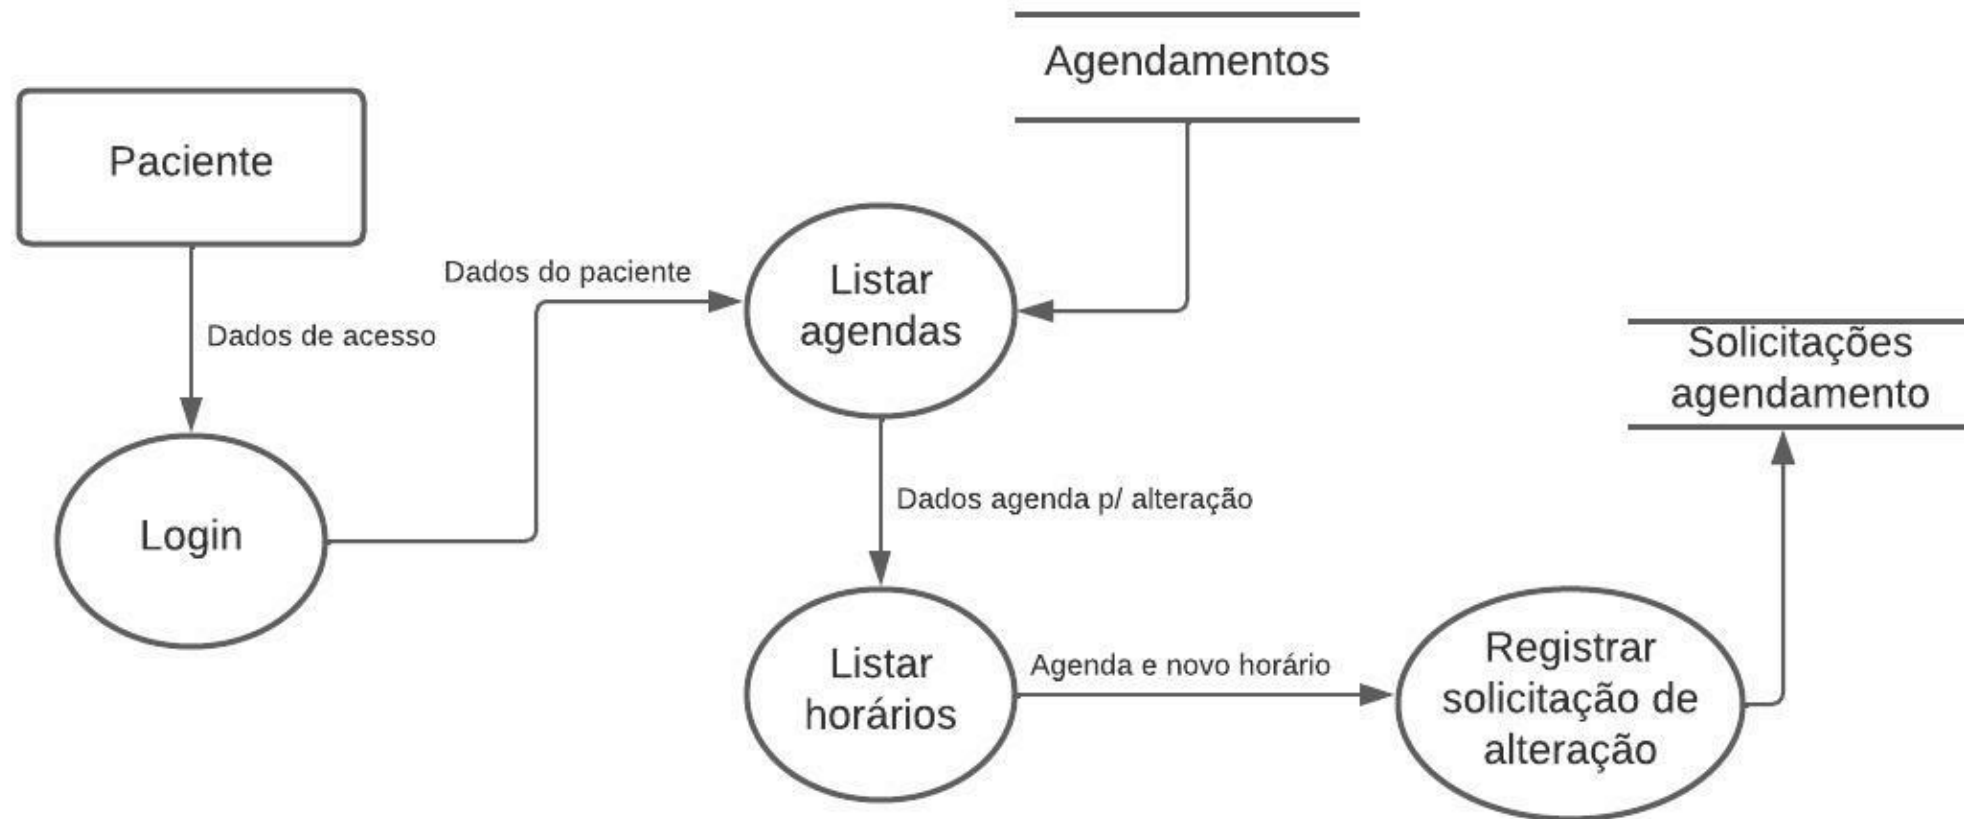 Agendamentos
Paciente
Dados do paciente
Listar
agendas
Dados de acesso
Solicitações
agendamento
Dados agenda p/ alteração
Login
Listar
horários
Agenda e novo horário
Registrar
solicitação de
alteração